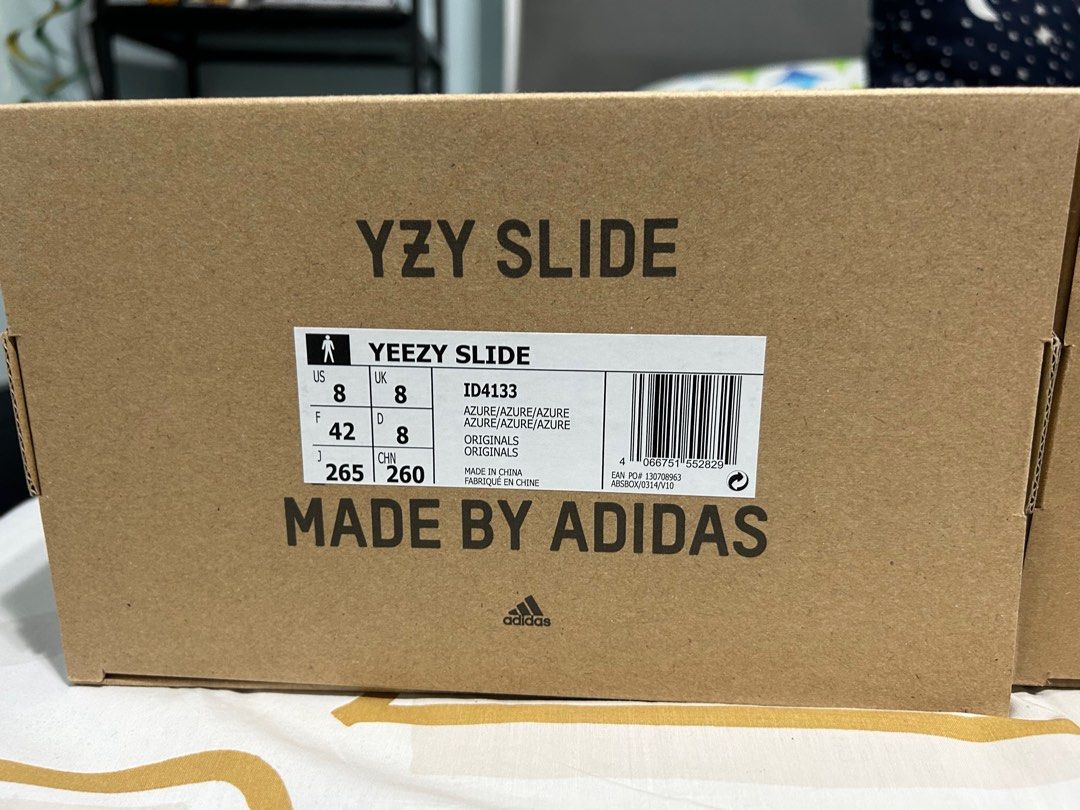 YZY SLIDE
YEEZY SLIDE
US 8 UK 8
F 42 D 8
J 265 CHN 260
ID4133
AZURE/AZURE/AZURE
AZURE/AZURE/AZURE
ORIGINALS
ORIGINALS
MADE IN CHINA
FABRIQUÉ EN CHINE
4 066751 552829
EAN PO# 130708963
ABSBOX/0314/V10
MADE BY ADIDAS
adidas